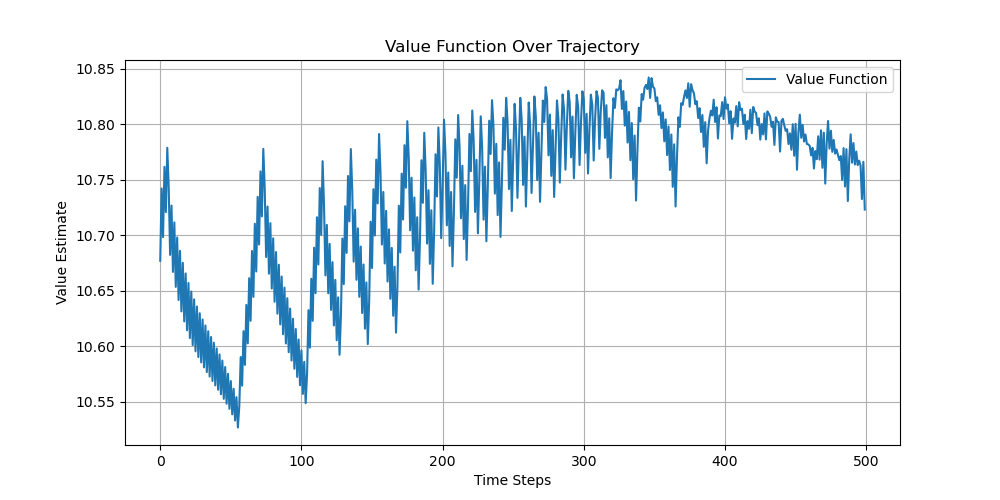 Value Function Over Trajectory
Value Function
Value Estimate
10.85
10.80
10.75
10.70
10.65
10.60
10.55
0 100 200 300 400 500
Time Steps